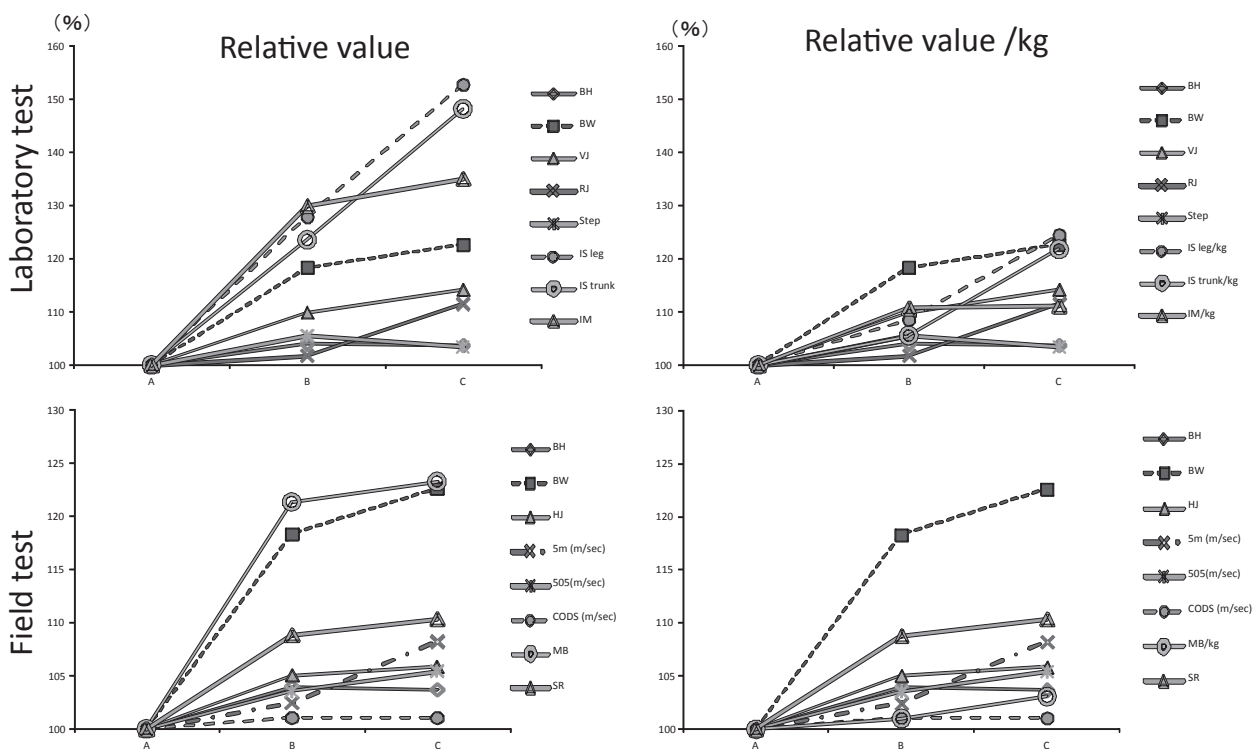 (%)
Relative value
Laboratory test
160
150
140
130
120
110
100
A
B
C
BH
BW
VJ
RJ
Step
IS leg
IS trunk
IM
(%)
Relative value /kg
160
150
140
130
120
110
100
A
B
C
BH
BW
VJ
RJ
Step
IS leg/kg
IS trunk/kg
IM/kg
Field test
130
125
120
115
110
105
100
A
B
C
BH
BW
HJ
5m (m/sec)
505(m/sec)
CODS (m/sec)
MB
SR
130
125
120
115
110
105
100
A
B
C
BH
BW
HJ
5m (m/sec)
505(m/sec)
CODS (m/sec)
MB/kg
SR